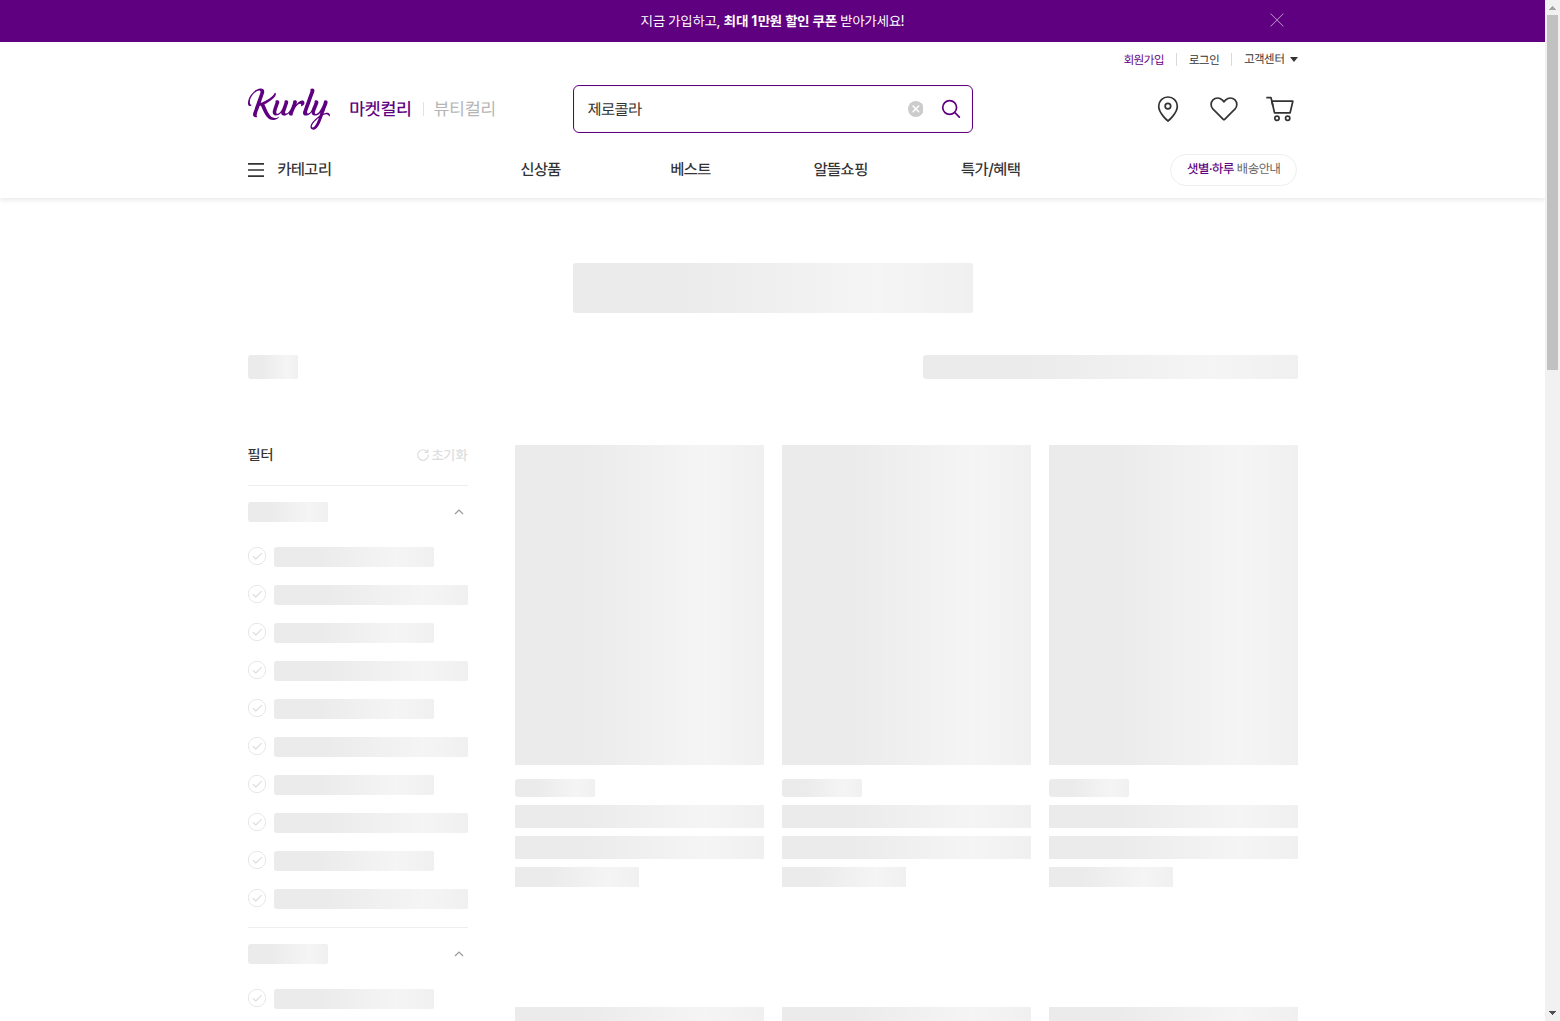 지금 가입하고, 최대 1만원 할인 쿠폰 받아가세요!
회원가입
로그인
고객센터
Kurly
마켓컬리
뷰티컬리
제로콜라
카테고리
신상품
베스트
알뜰쇼핑
특가/혜택
샛별·하루 배송안내
필터
초기화